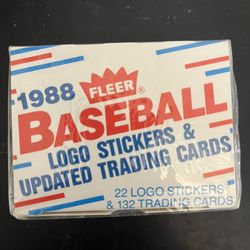 1988
FLEER®
BASEBALL
LOGO STICKERS &
UPDATED TRADING CARDS
22 LOGO STICKERS
& 132 TRADING CARDS